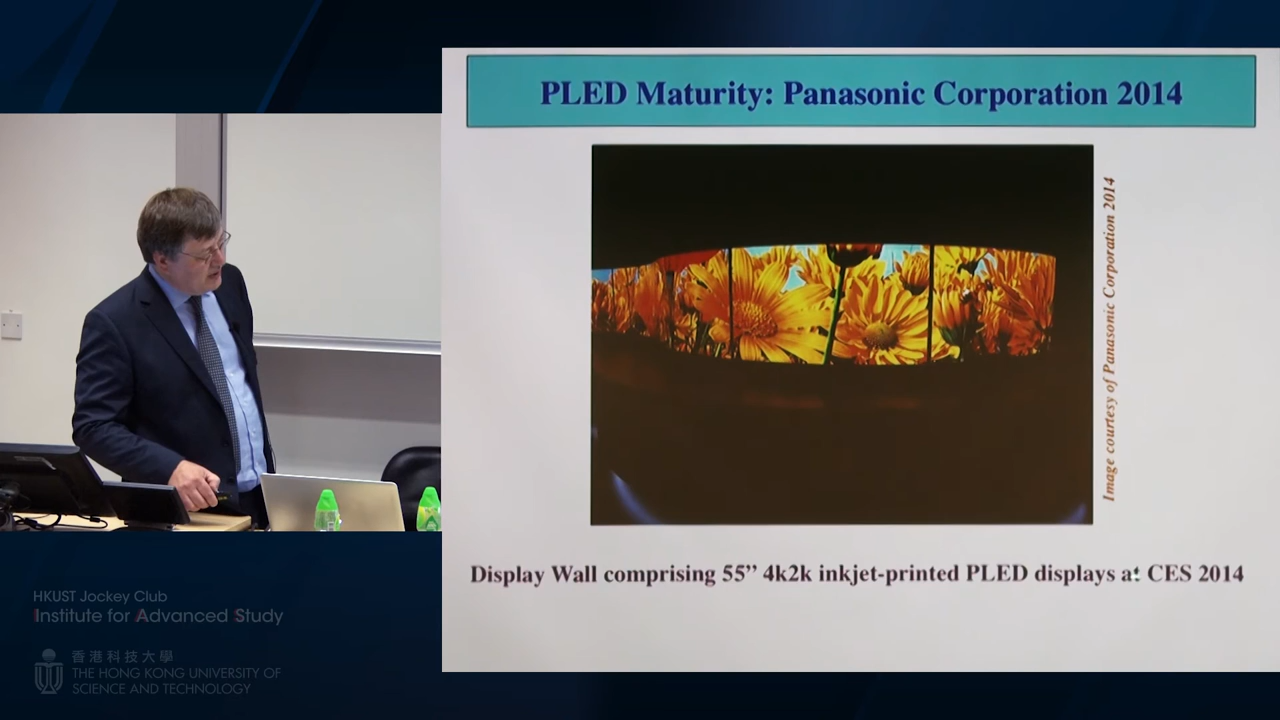 PLED Maturity: Panasonic Corporation 2014
Image courtesy of Panasonic Corporation 2014
Display Wall comprising 55” 4k2k inkjet-printed PLED displays at CES 2014
HKUST Jockey Club
Institute for Advanced Study
香港科技大學
THE HONG KONG UNIVERSITY OF
SCIENCE AND TECHNOLOGY